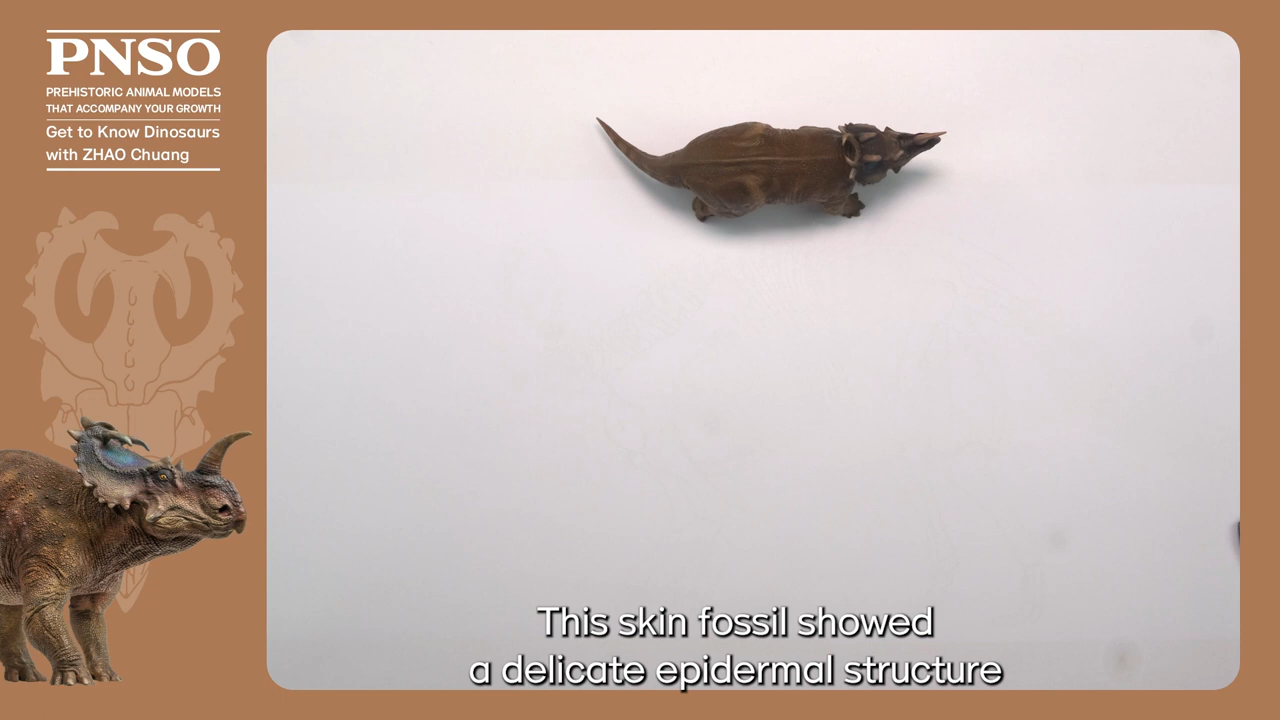 PNSO
PREHISTORIC ANIMAL MODELS
THAT ACCOMPANY YOUR GROWTH
Get to Know Dinosaurs
with ZHAO Chuang
This skin fossil showed
a delicate epidermal structure